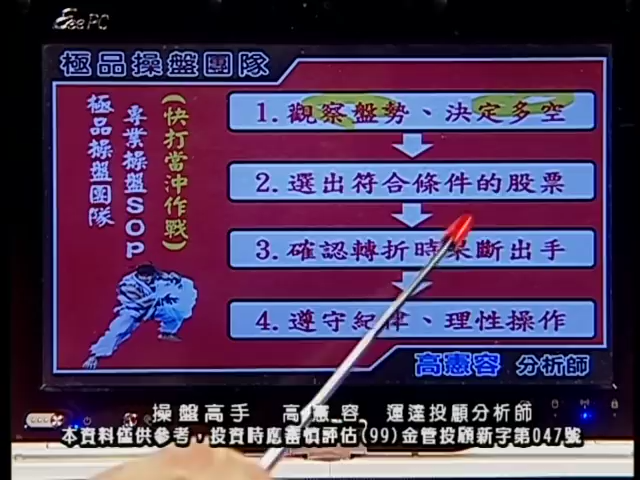 Eee PC
極品操盤團隊
1. 觀察盤勢、決定多空
2. 選出符合條件的股票
3. 確認轉折時果斷出手
4. 遵守紀律、理性操作
(快打當沖作戰)
專業操盤SOP
極品操盤團隊
高憲容 分析師
操盤高手 高憲容 運達投顧分析師
本資料僅供參考，投資時應審慎評估(99)金管投顧新字第047號